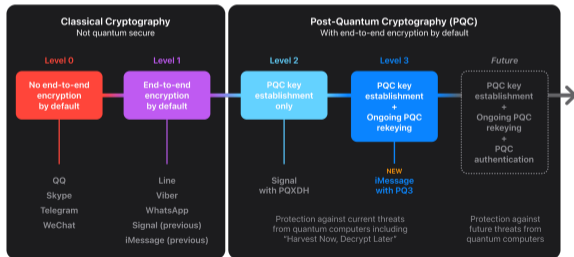 Classical Cryptography
Not quantum secure
Post-Quantum Cryptography (PQC)
With end-to-end encryption by default
Level 0
Level 1
Level 2
Level 3
Future
No end-to-end
encryption
by default
End-to-end
encryption
by default
PQC key
establishment
only
PQC key
establishment
+
Ongoing PQC
rekeying
PQC key
establishment
+
Ongoing PQC
rekeying
+
PQC
authentication
QQ
Skype
Telegram
WeChat
Line
Viber
WhatsApp
Signal (previous)
iMessage (previous)
Signal
with PQXDH
NEW
iMessage
with PQ3
Protection against current threats
from quantum computers including
"Harvest Now, Decrypt Later"
Protection against
future threats from
quantum computers